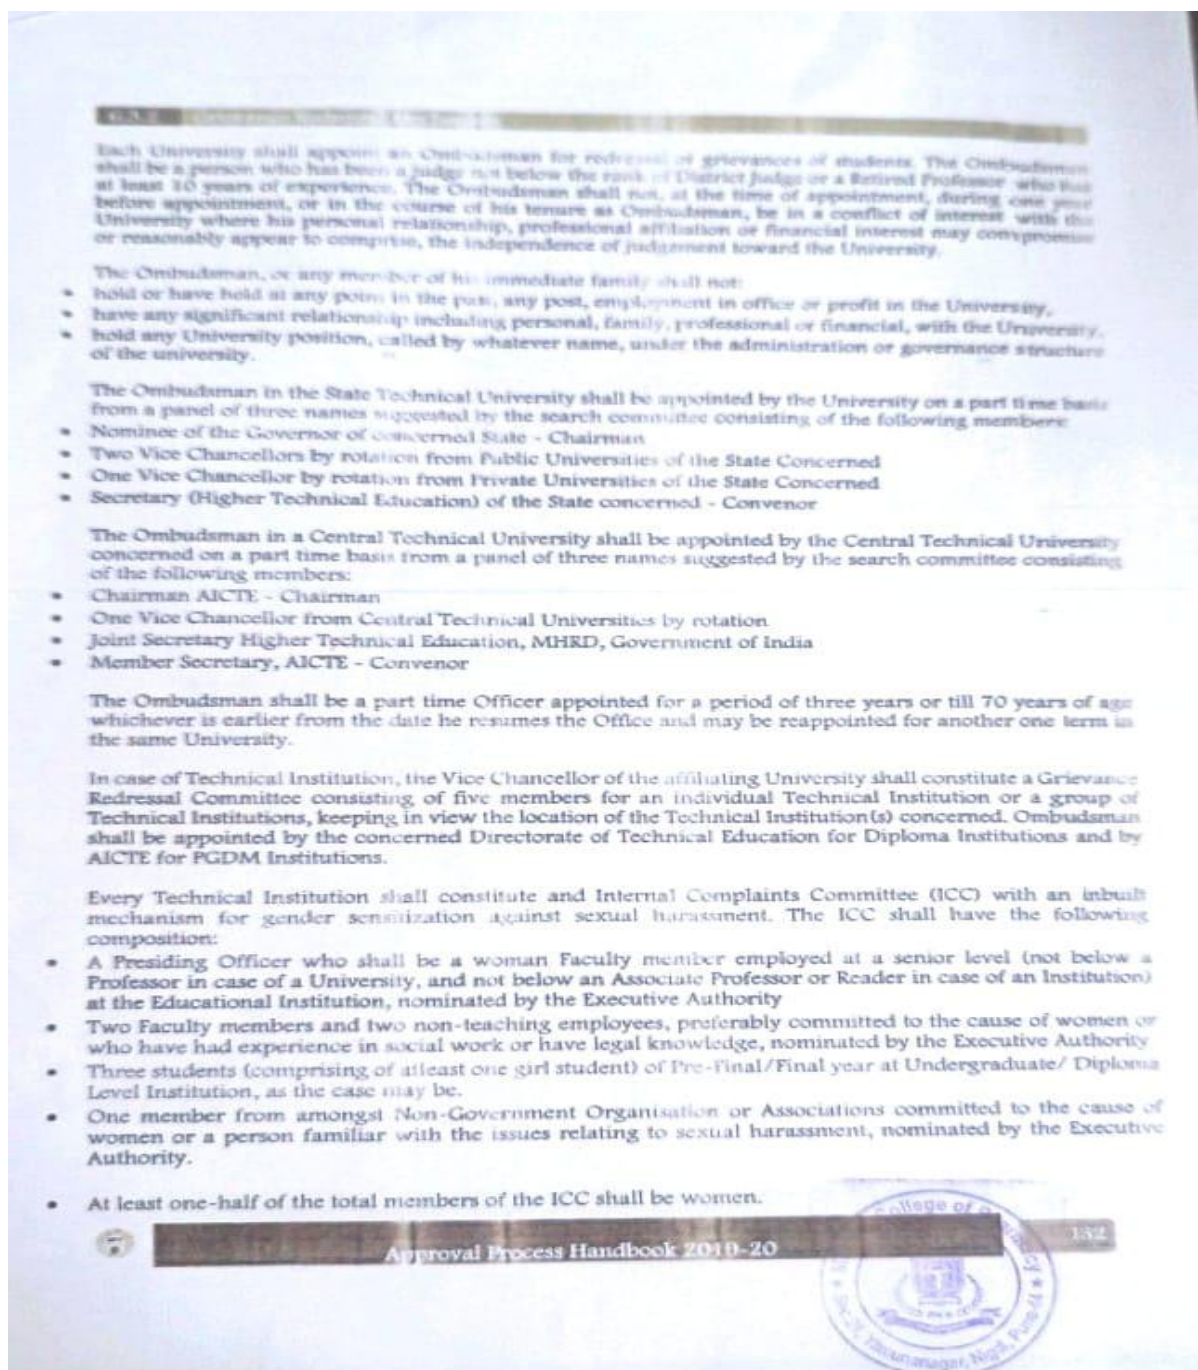 Each University shall appoint an Ombudsman for redressal of grievances of students. The Ombudsman
shall be a person who has been a judge not below the rank of District Judge or a Retired Professor who has
at least 10 years of experience. The Ombudsman shall not, at the time of appointment, during one year
before appointment, or in the course of his tenure as Ombudsman, be in a conflict of interest with the
University where his personal relationship, professional affiliation or financial interest may compromise
or reasonably appear to comprise, the independence of judgement toward the University.
The Ombudsman, or any member of his immediate family shall not:
• hold or have hold at any point in the past, any post, employment in office or profit in the University,
• have any significant relationship including personal, family, professional or financial, with the University,
• hold any University position, called by whatever name, under the administration or governance structure
of the university.
The Ombudsman in the State Technical University shall be appointed by the University on a part time basis
from a panel of three names suggested by the search committee consisting of the following members:
• Nominee of the Governor of concerned State - Chairman
• Two Vice Chancellors by rotation from Public Universities of the State Concerned
• One Vice Chancellor by rotation from Private Universities of the State Concerned
• Secretary (Higher Technical Education) of the State concerned - Convenor
The Ombudsman in a Central Technical University shall be appointed by the Central Technical University
concerned on a part time basis from a panel of three names suggested by the search committee consisting
of the following members:
• Chairman AICTE - Chairman
• One Vice Chancellor from Central Technical Universities by rotation
• Joint Secretary Higher Technical Education, MHRD, Government of India
• Member Secretary, AICTE - Convenor
The Ombudsman shall be a part time Officer appointed for a period of three years or till 70 years of age
whichever is earlier from the date he resumes the Office and may be reappointed for another one term in
the same University.
In case of Technical Institution, the Vice Chancellor of the affiliating University shall constitute a Grievance
Redressal Committee consisting of five members for an individual Technical Institution or a group of
Technical Institutions, keeping in view the location of the Technical Institution(s) concerned. Ombudsman
shall be appointed by the concerned Directorate of Technical Education for Diploma Institutions and by
AICTE for PGDM Institutions.
Every Technical Institution shall constitute and Internal Complaints Committee (ICC) with an inbuilt
mechanism for gender sensitization against sexual harassment. The ICC shall have the following
composition:
• A Presiding Officer who shall be a woman Faculty member employed at a senior level (not below a
Professor in case of a University, and not below an Associate Professor or Reader in case of an Institution)
at the Educational Institution, nominated by the Executive Authority
• Two Faculty members and two non-teaching employees, preferably committed to the cause of women or
who have had experience in social work or have legal knowledge, nominated by the Executive Authority
• Three students (comprising of atleast one girl student) of Pre-Final/Final year at Undergraduate/ Diploma
Level Institution, as the case may be.
• One member from amongst Non-Government Organisation or Associations committed to the cause of
women or a person familiar with the issues relating to sexual harassment, nominated by the Executive
Authority.
• At least one-half of the total members of the ICC shall be women.
Approval Process Handbook 2019-20
132
College of
Yamunanagar, Nigdi, Pune-44